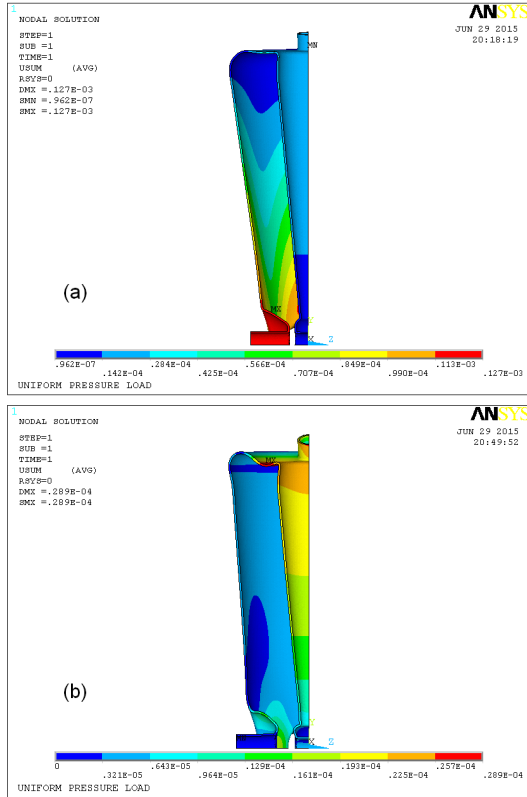 1
ANSYS
NODAL SOLUTION
JUN 29 2015
20:18:19
STEP=1
SUB =1
TIME=1
USUM (AVG)
RSYS=0
DMX =.127E-03
SMN =.962E-07
SMX =.127E-03
MN
(a)
MX
Y
X Z
.962E-07 .284E-04 .566E-04 .849E-04 .113E-03
.142E-04 .425E-04 .707E-04 .990E-04 .127E-03
UNIFORM PRESSURE LOAD
1
ANSYS
NODAL SOLUTION
JUN 29 2015
20:49:52
STEP=1
SUB =1
TIME=1
USUM (AVG)
RSYS=0
DMX =.289E-04
SMX =.289E-04
MX
(b)
Y
X Z
0 .643E-05 .129E-04 .193E-04 .257E-04
.321E-05 .964E-05 .161E-04 .225E-04 .289E-04
UNIFORM PRESSURE LOAD